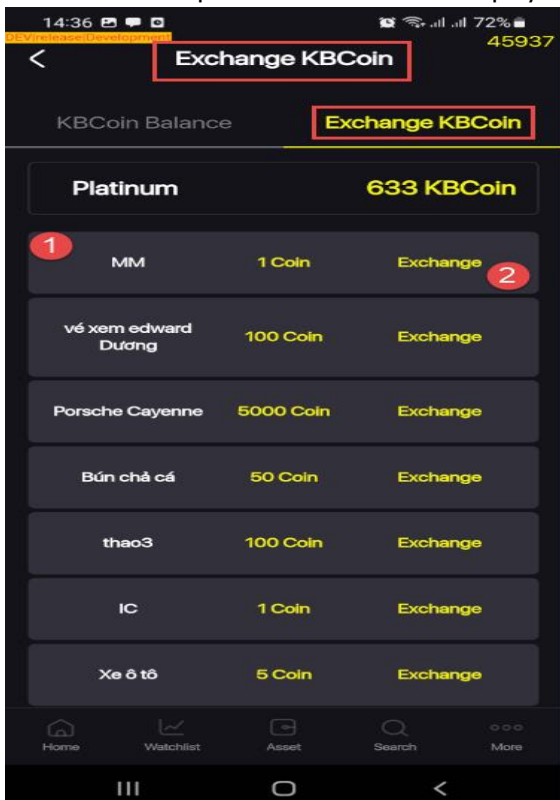 14:36 72%
DEV|release|Development
45937
Exchange KBCoin
KBCoin Balance Exchange KBCoin
Platinum 633 KBCoin
1
MM 1 Coin Exchange
2
vé xem edward
Dương 100 Coin Exchange
Porsche Cayenne 5000 Coin Exchange
Bún chả cá 50 Coin Exchange
thao3 100 Coin Exchange
IC 1 Coin Exchange
Xe ô tô 5 Coin Exchange
Home Watchlist Asset Search More